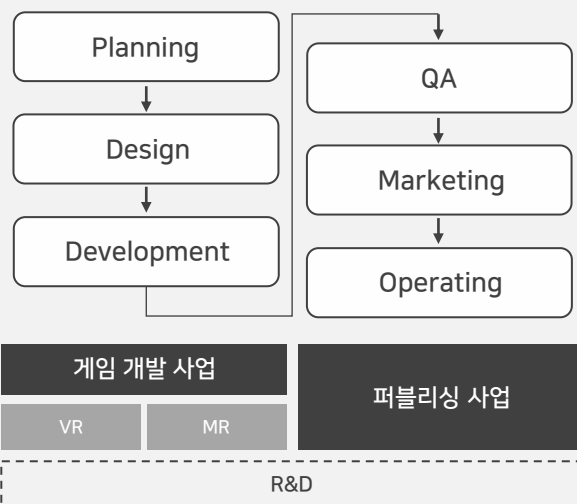 Planning
Design
Development
QA
Marketing
Operating
게임 개발 사업
VR
MR
퍼블리싱 사업
R&D